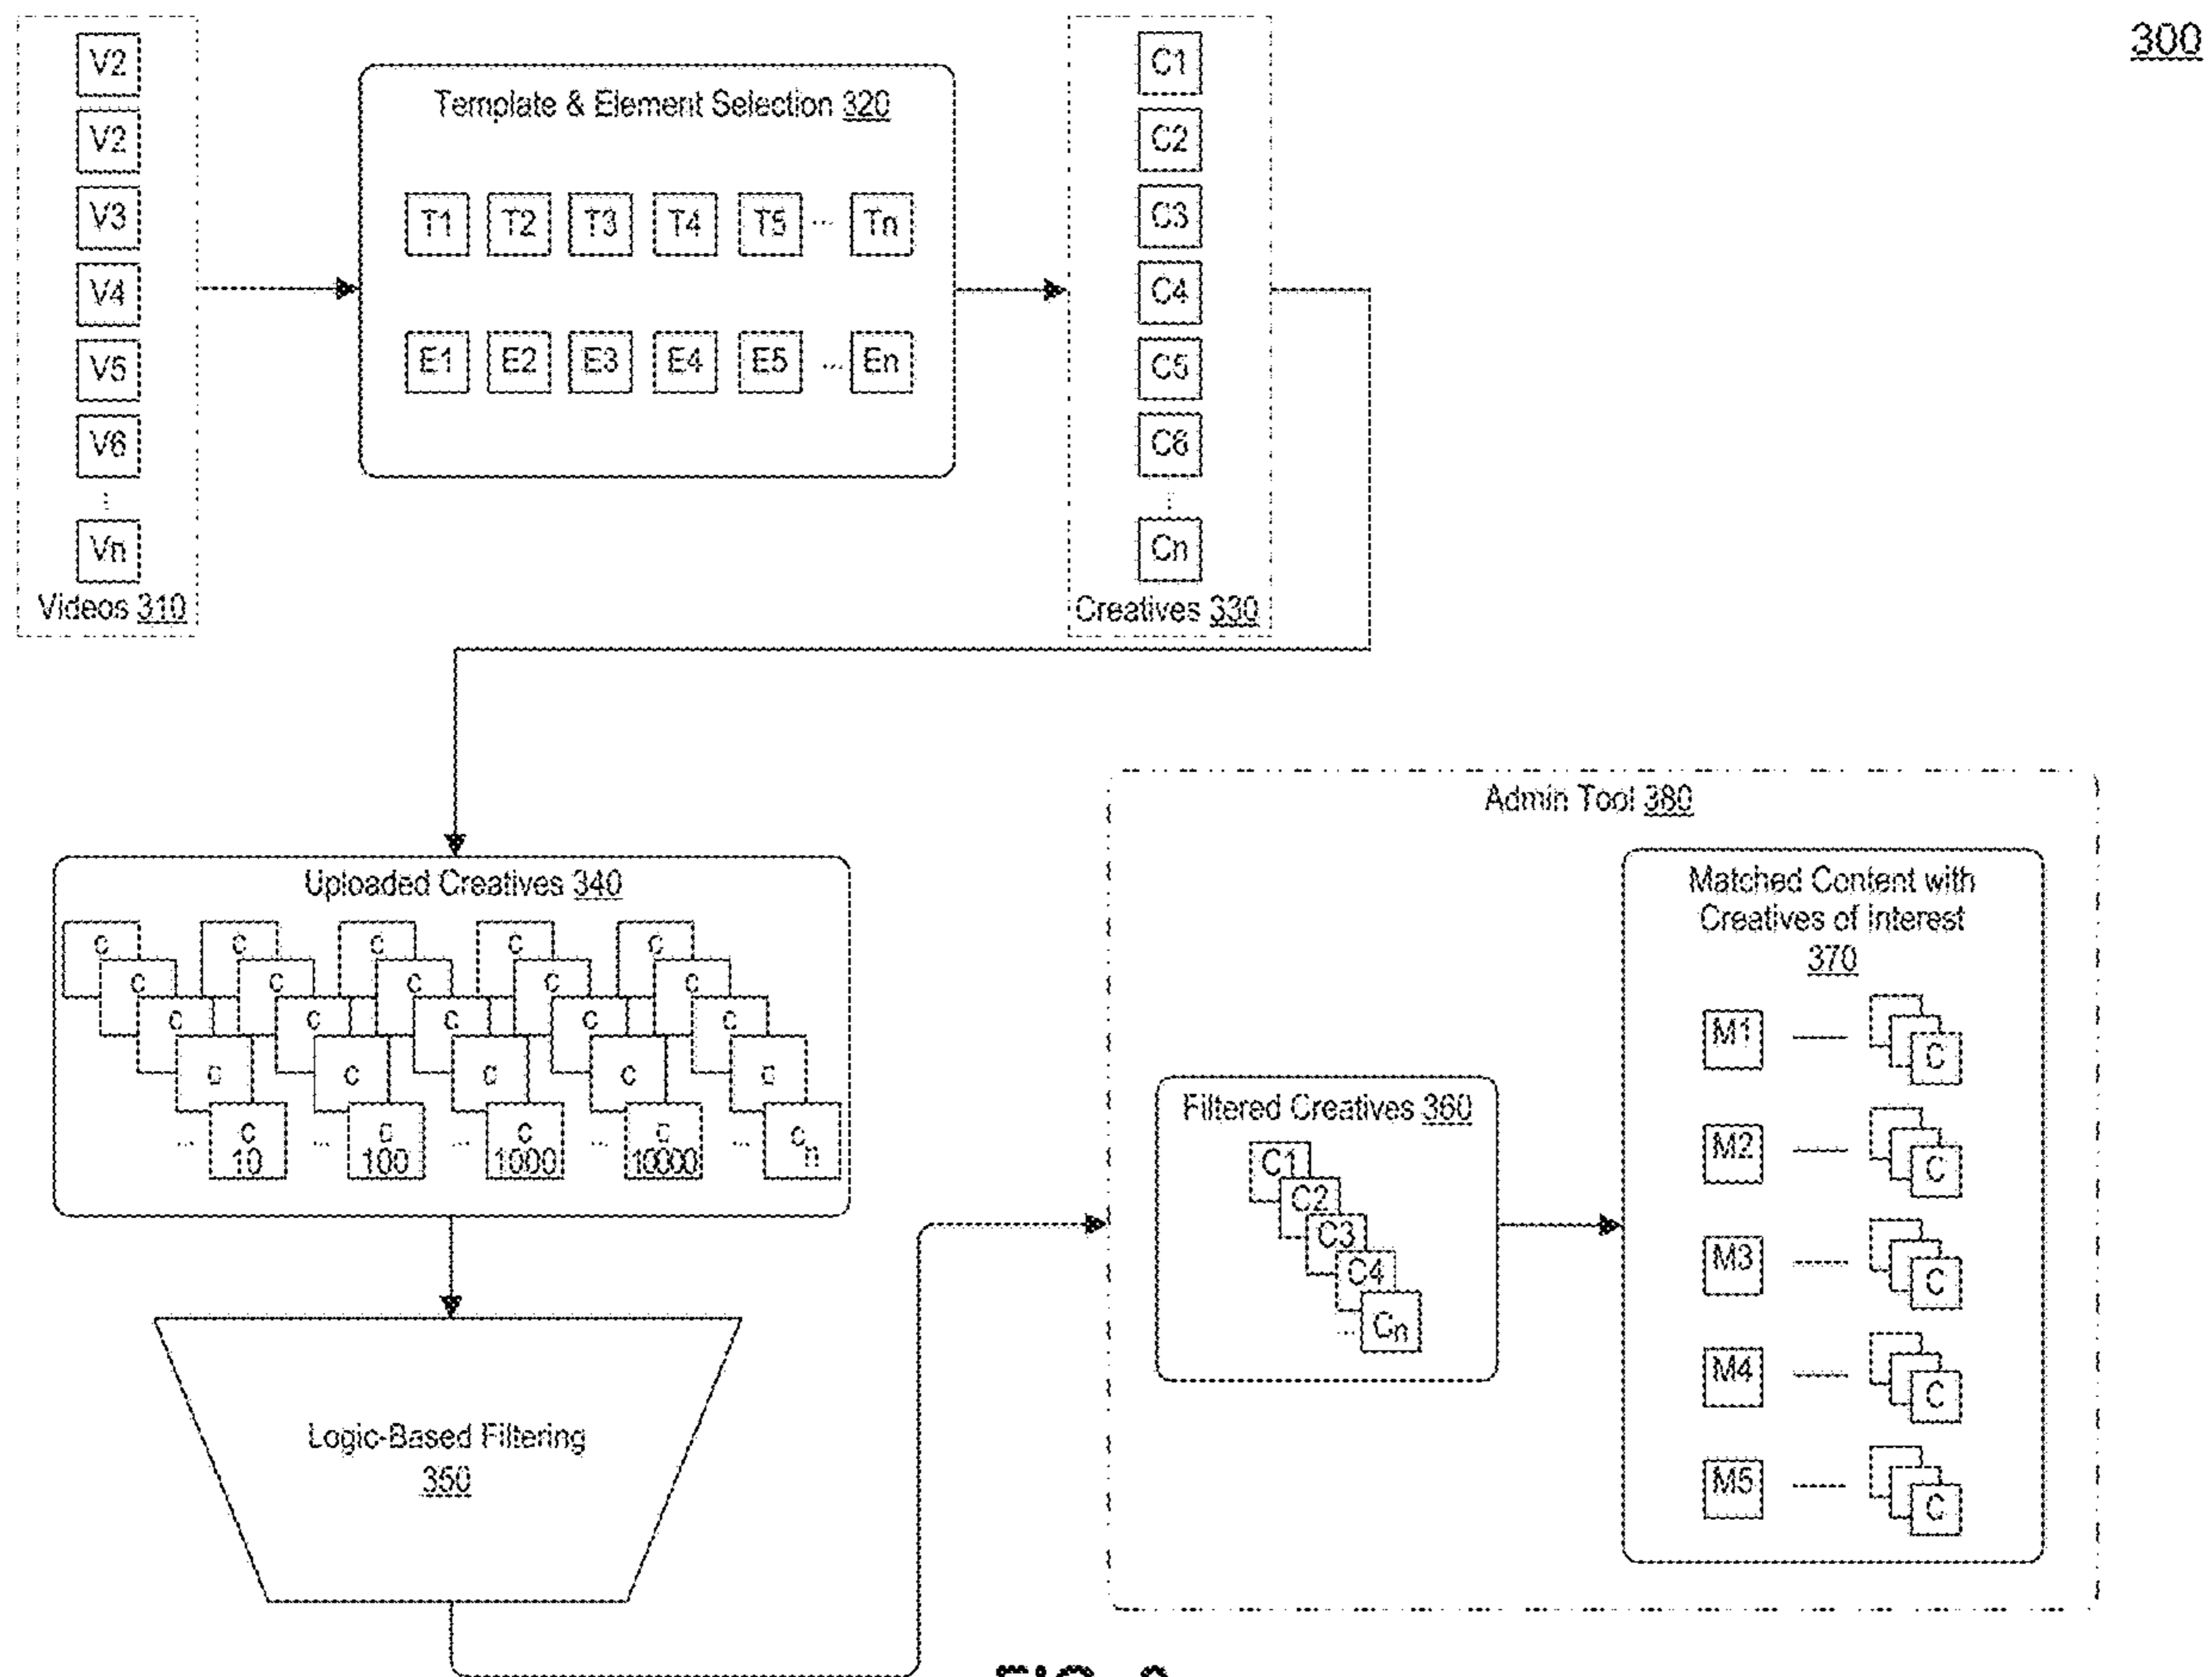 300
V2
V2
V3
V4
V5
V6
⋮
Vn
Videos 310
Template & Element Selection 320
T1 T2 T3 T4 T5 ... Tn
E1 E2 E3 E4 E5 ... En
C1
C2
C3
C4
C5
C6
⋮
Cn
Creatives 330
Uploaded Creatives 340
c c c c c
c c c c c
c c c c c
c c c c c
... c 10 ... c 100 ... c 1000 ... c 10000 ... cn
Logic-Based Filtering
350
Admin Tool 380
Filtered Creatives 360
C1
C2
C3
C4
... Cn
Matched Content with
Creatives of Interest
370
M1 C
M2 C
M3 C
M4 C
M5 C